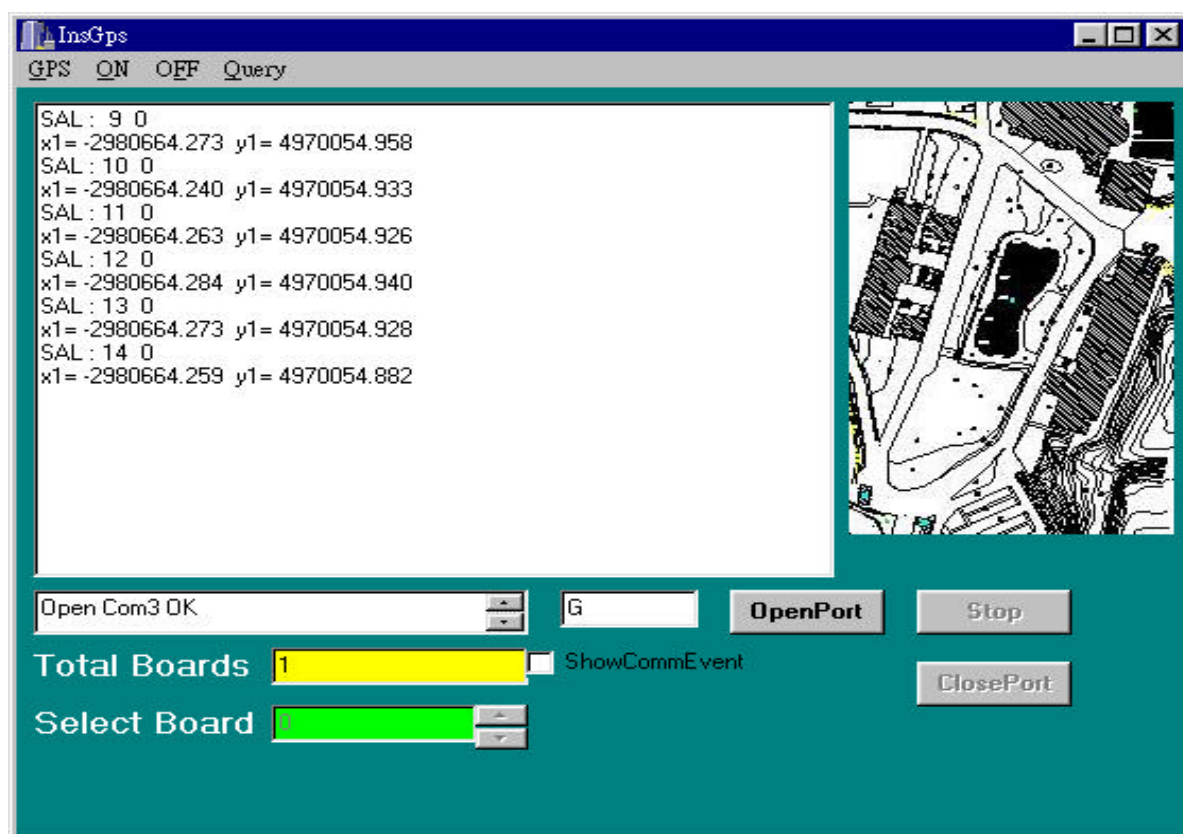 InsGps
GPS ON OFF Query
SAL : 9 0
x1= -2980664.273 y1= 4970054.958
SAL : 10 0
x1= -2980664.240 y1= 4970054.933
SAL : 11 0
x1= -2980664.263 y1= 4970054.926
SAL : 12 0
x1= -2980664.284 y1= 4970054.940
SAL : 13 0
x1= -2980664.273 y1= 4970054.928
SAL : 14 0
x1= -2980664.259 y1= 4970054.882
Open Com3 OK G OpenPort Stop
Total Boards 1 ShowCommEvent
ClosePort
Select Board 0